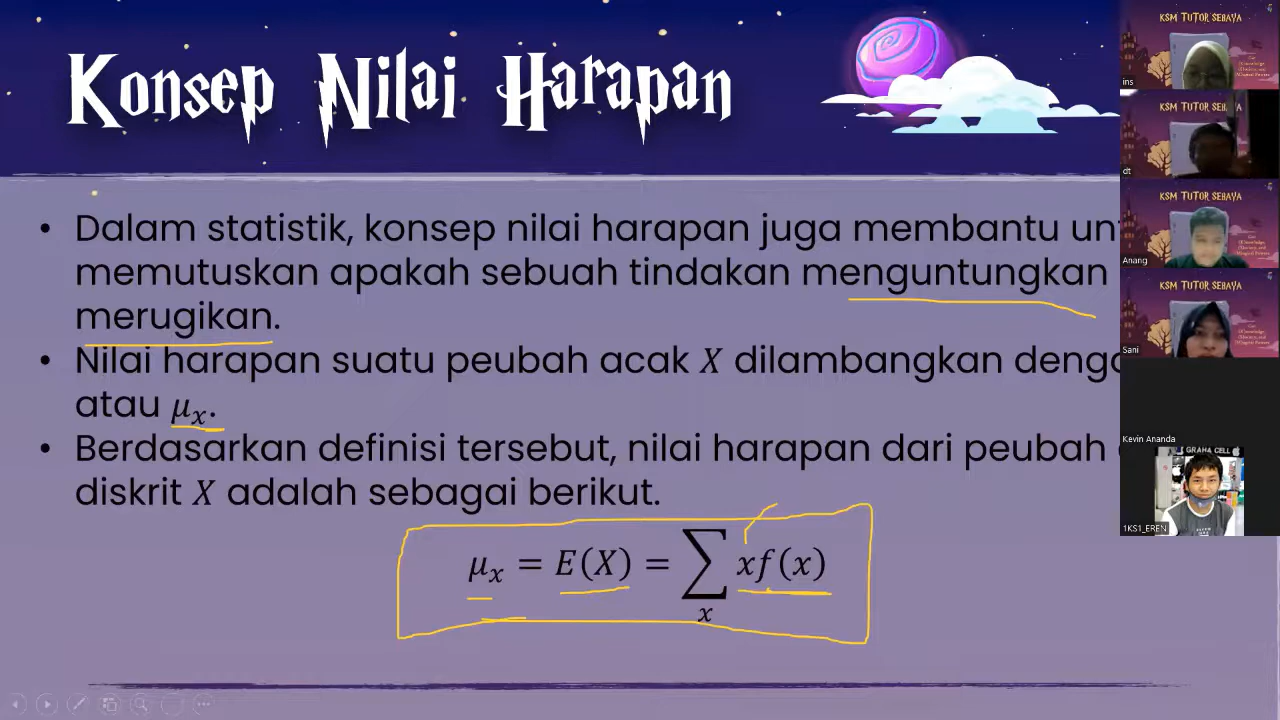 Konsep Nilai Harapan
• Dalam statistik, konsep nilai harapan juga membantu
memutuskan apakah sebuah tindakan menguntungkan
merugikan.
• Nilai harapan suatu peubah acak X dilambangkan
atau μₓ.
• Berdasarkan definisi tersebut, nilai harapan dari peubah
diskrit X adalah sebagai berikut.
μₓ = E(X) = ∑ₓ xf(x)
KSM TUTOR SEBAYA
ins
KSM TUTOR SEBAYA
dt
KSM TUTOR SEBAYA
Anang
KSM TUTOR SEBAYA
Sani
Kevin Ananda
GRAHA CELL
1KS1_EREN